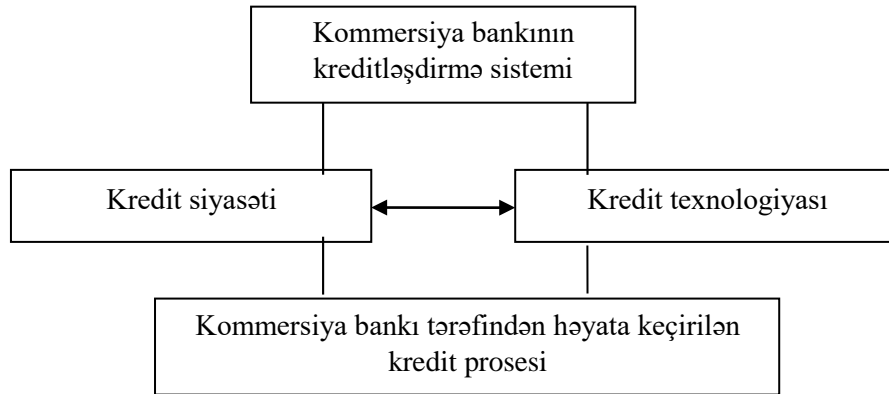 Kommersiya bankının
kreditləşdirmə sistemi
Kredit siyasəti
Kredit texnologiyası
Kommersiya bankı tərəfindən həyata keçirilən
kredit prosesi